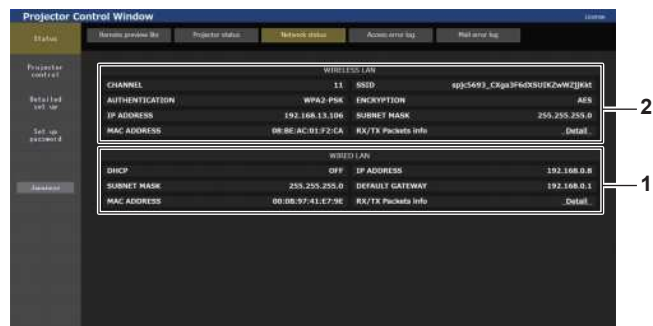 Projector Control Window
License
Status
Remote preview lite
Projector status
Network status
Access error log
Mail error log
Projector
control
Detailed
set up
Set up
password
Japanese
WIRELESS LAN
CHANNEL 11 SSID
AUTHENTICATION WPA2-PSK ENCRYPTION AES
IP ADDRESS 192.168.13.106 SUBNET MASK 255.255.255.0
MAC ADDRESS 08:BE:AC:01:F2:CA RX/TX Packets info Detail
2
WIRED LAN
DHCP OFF IP ADDRESS 192.168.0.8
SUBNET MASK 255.255.255.0 DEFAULT GATEWAY 192.168.0.1
MAC ADDRESS 00:0B:97:41:E7:9E RX/TX Packets info Detail
1